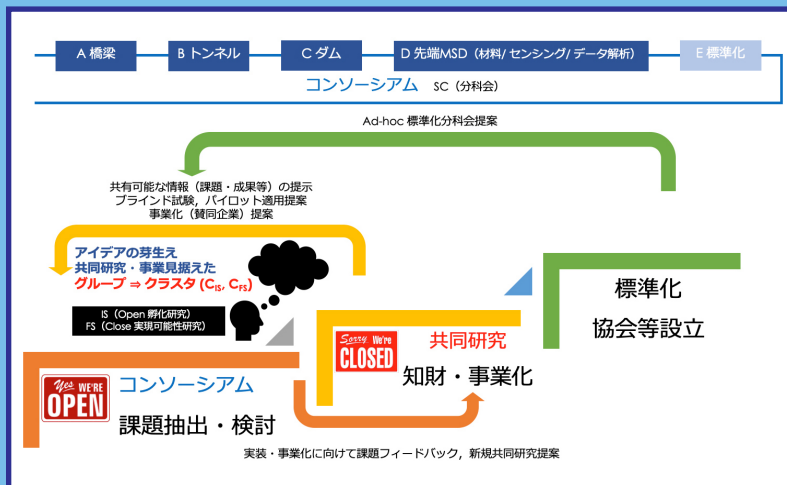 A 橋梁
B トンネル
C ダム
D 先端MSD（材料/ センシング/ データ解析）
E 標準化
コンソーシアム SC（分科会）
Ad-hoc 標準化分科会提案
共有可能な情報（課題・成果等）の提示
ブラインド試験，パイロット適用提案
事業化（賛同企業）提案
アイデアの芽生え
共同研究・事業見据えた
グループ ⇒ クラスタ (CIS, CFS)
IS（Open 孵化研究）
FS（Close 実現可能性研究）
標準化
協会等設立
Sorry We're
CLOSED
共同研究
知財・事業化
Yes WE'RE
OPEN
コンソーシアム
課題抽出・検討
実装・事業化に向けて課題フィードバック，新規共同研究提案